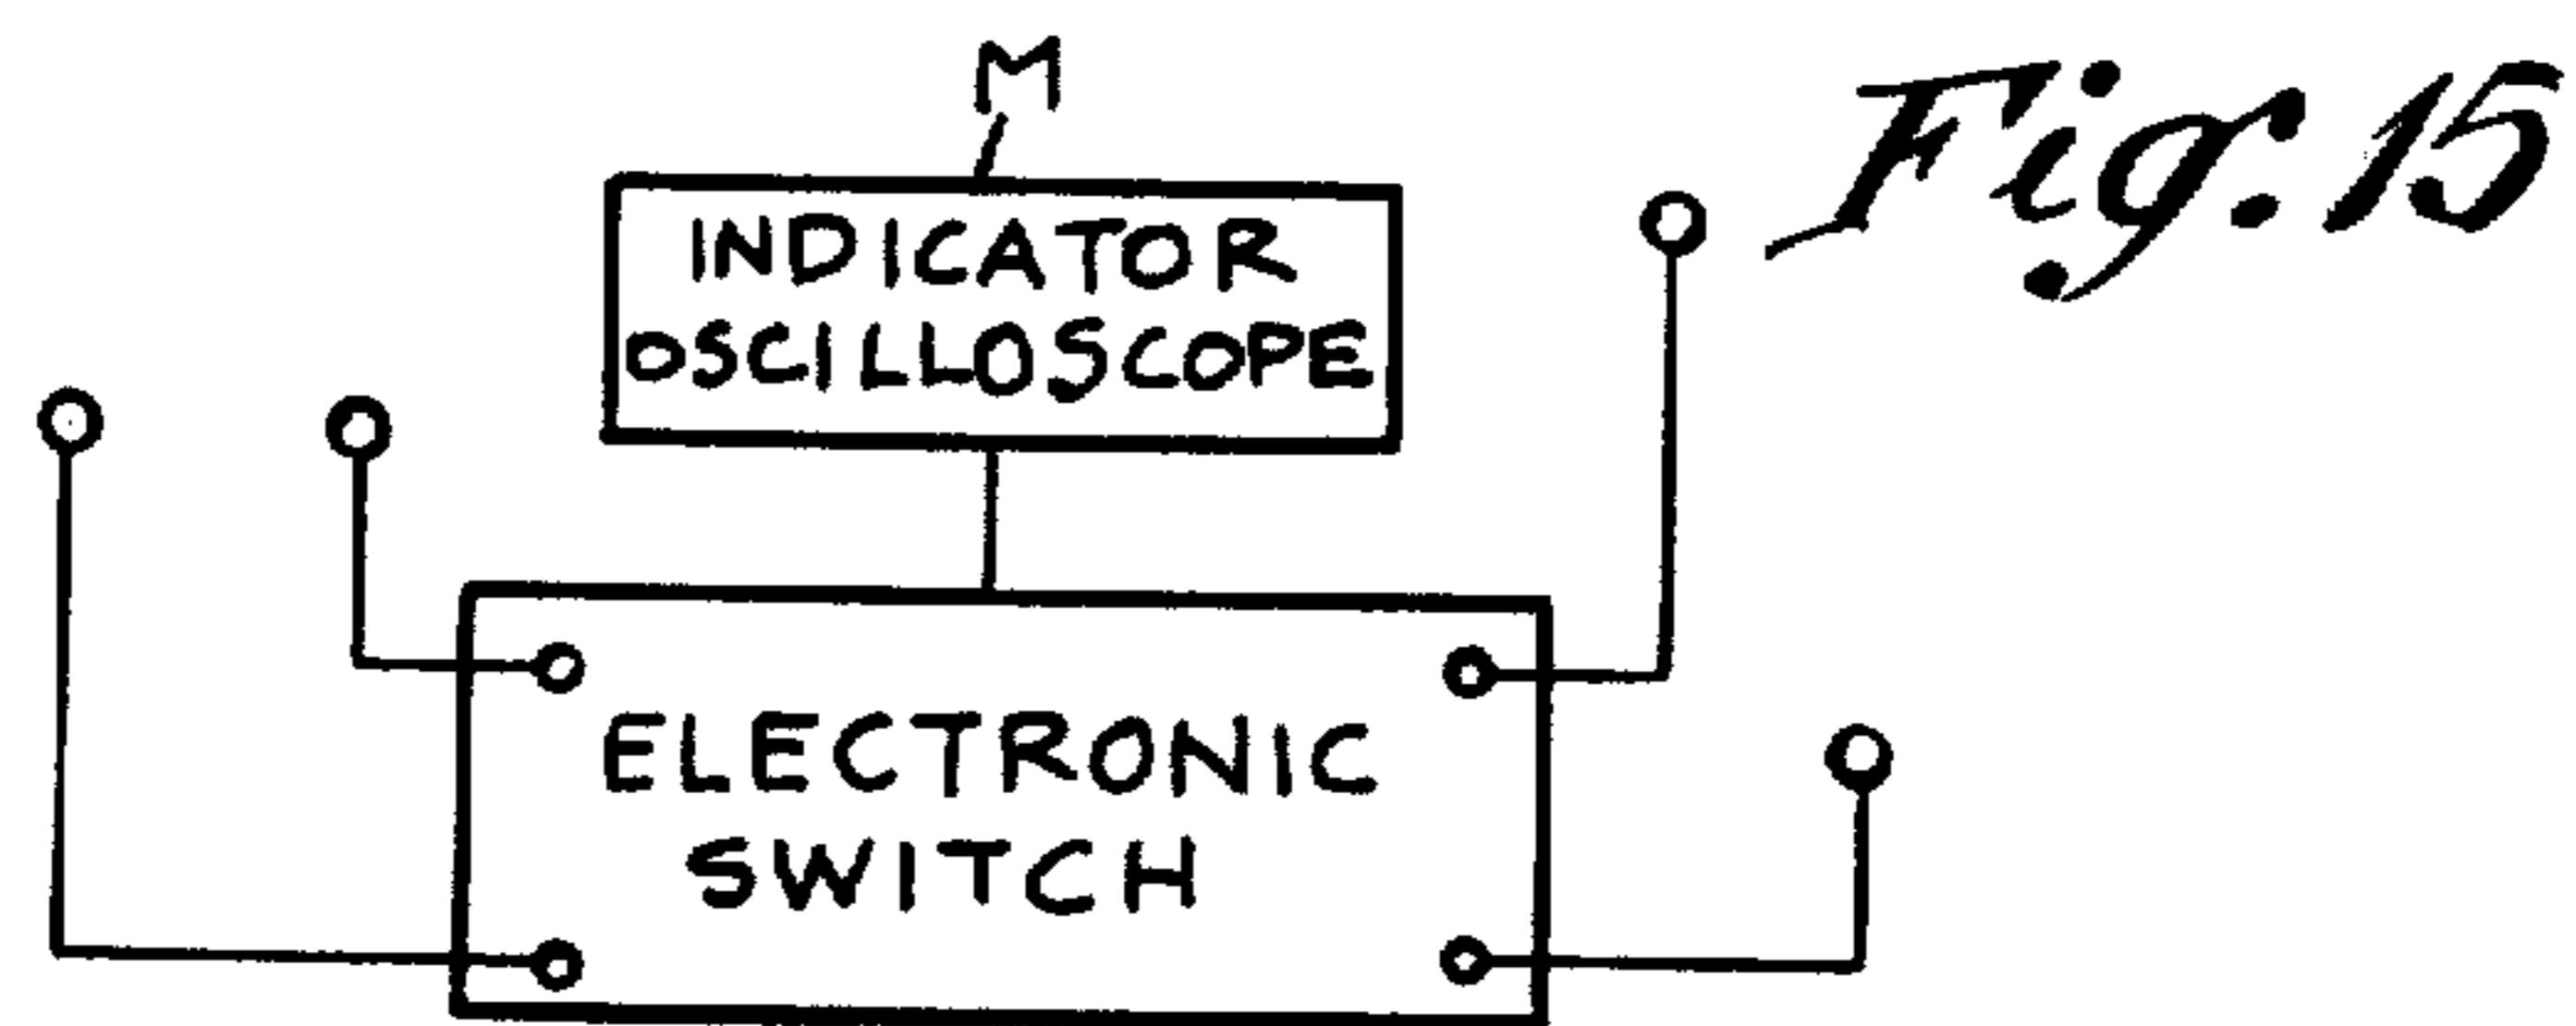 M
Fig. 15
INDICATOR
OSCILLOSCOPE
ELECTRONIC
SWITCH